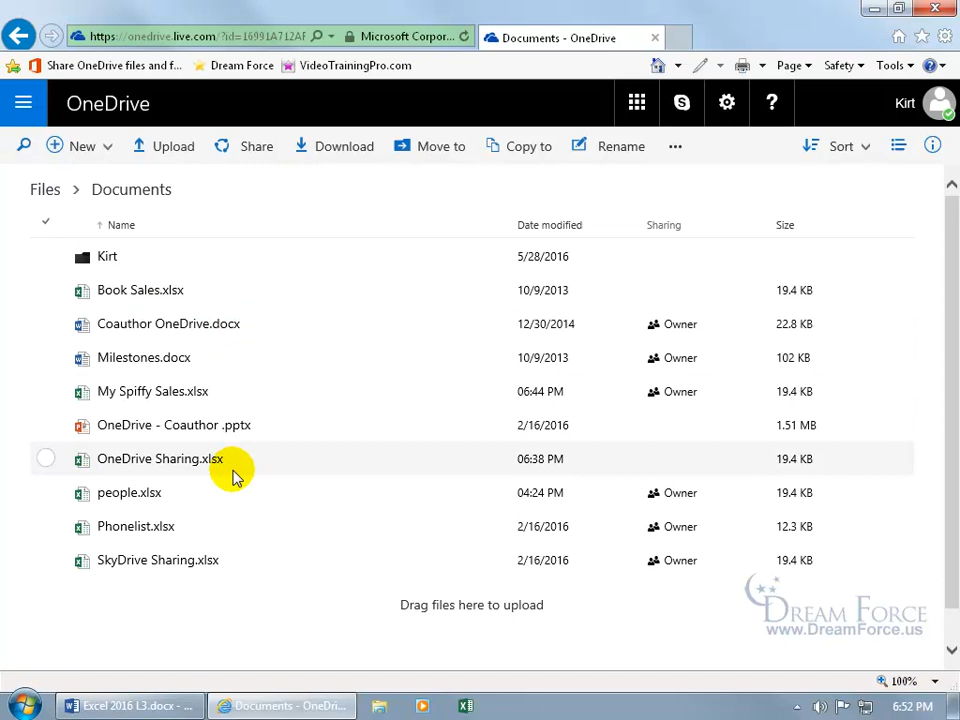 https://onedrive.live.com/?id=16991A712AF
Microsoft Corpor...
Documents - OneDrive
Share OneDrive files and f...
Dream Force
VideoTrainingPro.com
Page
Safety
Tools
OneDrive
Kirt
New
Upload
Share
Download
Move to
Copy to
Rename
Sort
Files > Documents
Name Date modified Sharing Size
Kirt 5/28/2016
Book Sales.xlsx 10/9/2013 19.4 KB
Coauthor OneDrive.docx 12/30/2014 Owner 22.8 KB
Milestones.docx 10/9/2013 Owner 102 KB
My Spiffy Sales.xlsx 06:44 PM Owner 19.4 KB
OneDrive - Coauthor .pptx 2/16/2016 1.51 MB
OneDrive Sharing.xlsx 06:38 PM 19.4 KB
people.xlsx 04:24 PM Owner 19.4 KB
Phonelist.xlsx 2/16/2016 Owner 12.3 KB
SkyDrive Sharing.xlsx 2/16/2016 Owner 19.4 KB
Drag files here to upload
DREAM FORCE
www.DreamForce.us
100%
Excel 2016 L3.docx - ...
Documents - OneDri...
6:52 PM